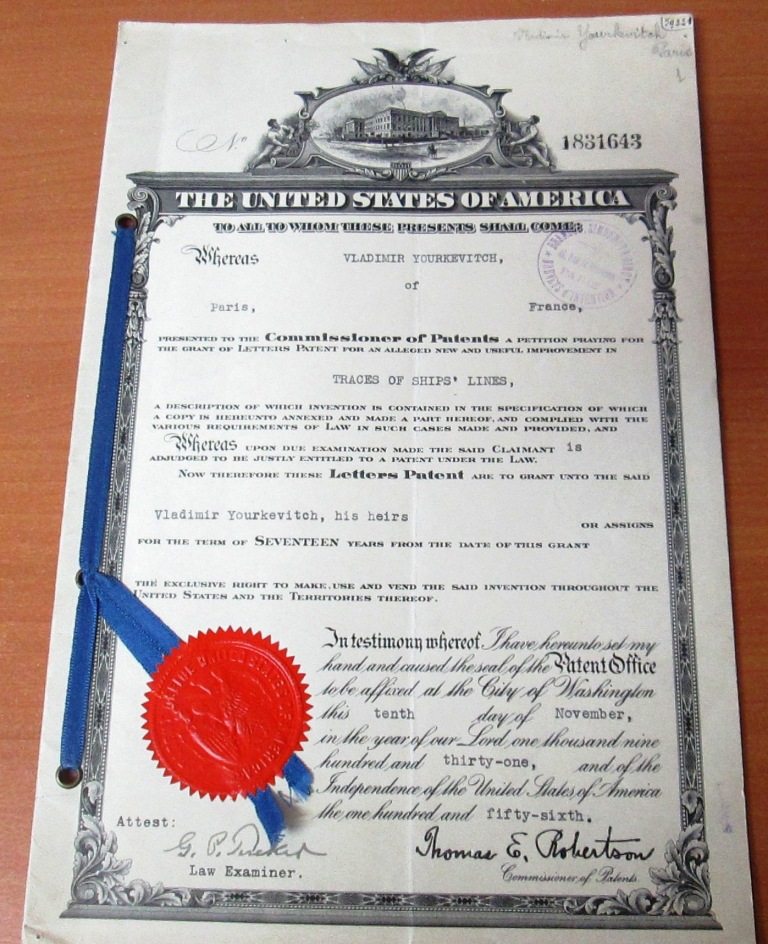 Vladimir Yourkevitch
Paris
1
No. 1831643
THE UNITED STATES OF AMERICA
TO ALL TO WHOM THESE PRESENTS SHALL COME:
Whereas VLADIMIR YOURKEVITCH,
of
Paris, France,
PRESENTED TO THE Commissioner of Patents A PETITION PRAYING FOR
THE GRANT OF LETTERS PATENT FOR AN ALLEGED NEW AND USEFUL IMPROVEMENT IN
TRACES OF SHIPS' LINES,
A DESCRIPTION OF WHICH INVENTION IS CONTAINED IN THE SPECIFICATION OF WHICH
A COPY IS HEREUNTO ANNEXED AND MADE A PART HEREOF, AND COMPLIED WITH THE
VARIOUS REQUIREMENTS OF LAW IN SUCH CASES MADE AND PROVIDED, AND
Whereas UPON DUE EXAMINATION MADE THE SAID CLAIMANT is
ADJUDGED TO BE JUSTLY ENTITLED TO A PATENT UNDER THE LAW.
NOW THEREFORE THESE Letters Patent ARE TO GRANT UNTO THE SAID
Vladimir Yourkevitch, his heirs
OR ASSIGNS
FOR THE TERM OF SEVENTEEN YEARS FROM THE DATE OF THIS GRANT
THE EXCLUSIVE RIGHT TO MAKE, USE AND VEND THE SAID INVENTION THROUGHOUT THE
UNITED STATES AND THE TERRITORIES THEREOF.
In testimony whereof I have hereunto set my
hand and caused the seal of the Patent Office
to be affixed at the City of Washington
this tenth day of November,
in the year of our Lord one thousand nine
hundred and thirty-one, and of the
Independence of the United States of America
the one hundred and fifty-sixth.
Attest:
Law Examiner.
Thomas E. Robertson
Commissioner of Patents.